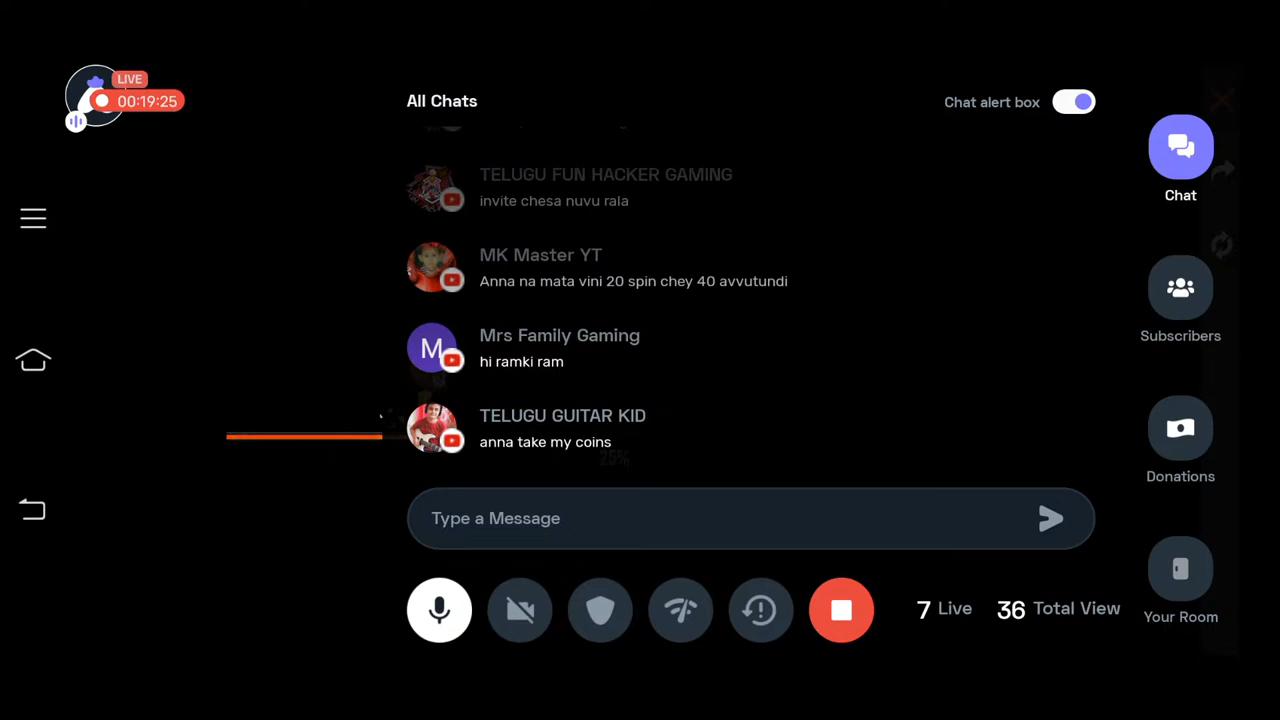 LIVE
00:19:25
All Chats
Chat alert box
TELUGU FUN HACKER GAMING
invite chesa nuvu rala
MK Master YT
Anna na mata vini 20 spin chey 40 avvutundi
M
Mrs Family Gaming
hi ramki ram
TELUGU GUITAR KID
anna take my coins
25%
Type a Message
7 Live 36 Total View
Chat
Subscribers
Donations
Your Room